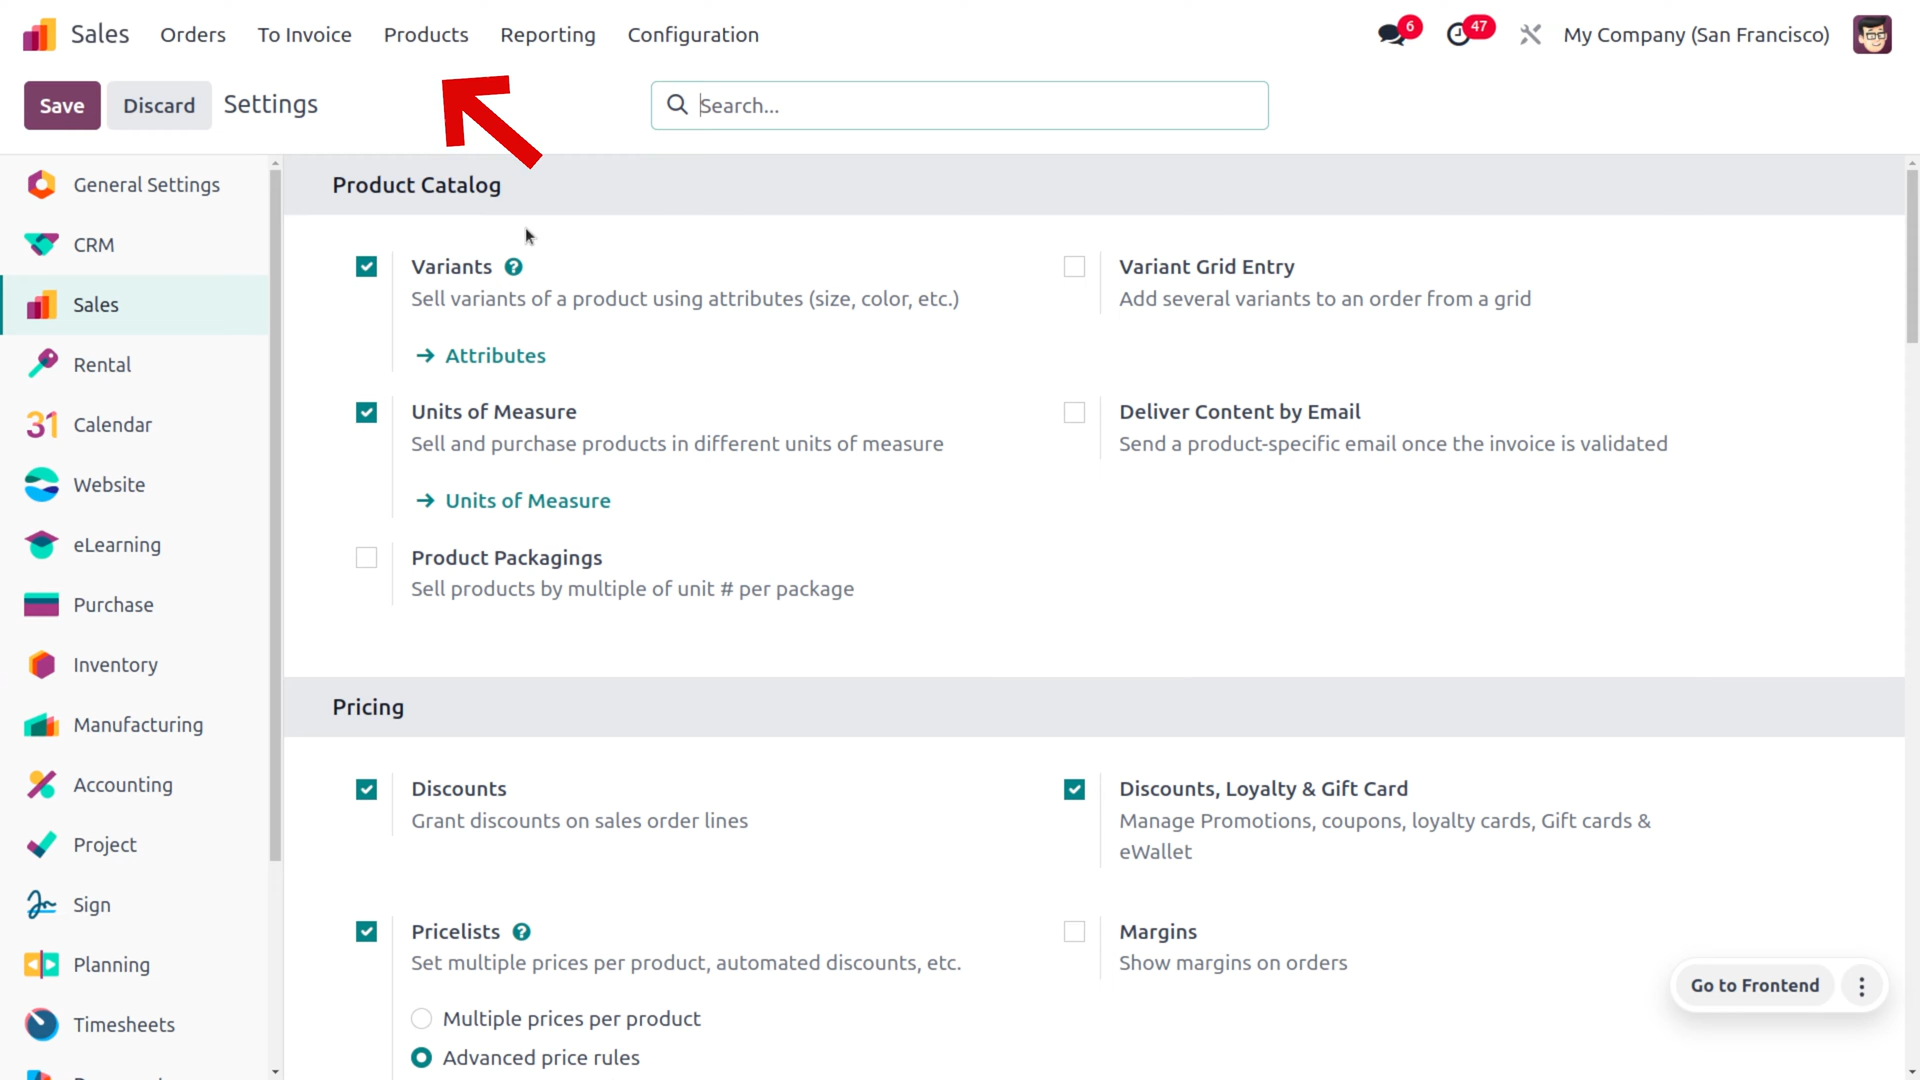 Sales Orders To Invoice Products Reporting Configuration 6 47 My Company (San Francisco)
Save Discard Settings Search...
General Settings
CRM
Sales
Rental
31 Calendar
Website
eLearning
Purchase
Inventory
Manufacturing
Accounting
Project
Sign
Planning
Timesheets
Product Catalog
Variants ?
Sell variants of a product using attributes (size, color, etc.)
→ Attributes
Variant Grid Entry
Add several variants to an order from a grid
Units of Measure
Sell and purchase products in different units of measure
→ Units of Measure
Deliver Content by Email
Send a product-specific email once the invoice is validated
Product Packagings
Sell products by multiple of unit # per package
Pricing
Discounts
Grant discounts on sales order lines
Discounts, Loyalty & Gift Card
Manage Promotions, coupons, loyalty cards, Gift cards &
eWallet
Pricelists ?
Set multiple prices per product, automated discounts, etc.
Multiple prices per product
Advanced price rules
Margins
Show margins on orders
Go to Frontend